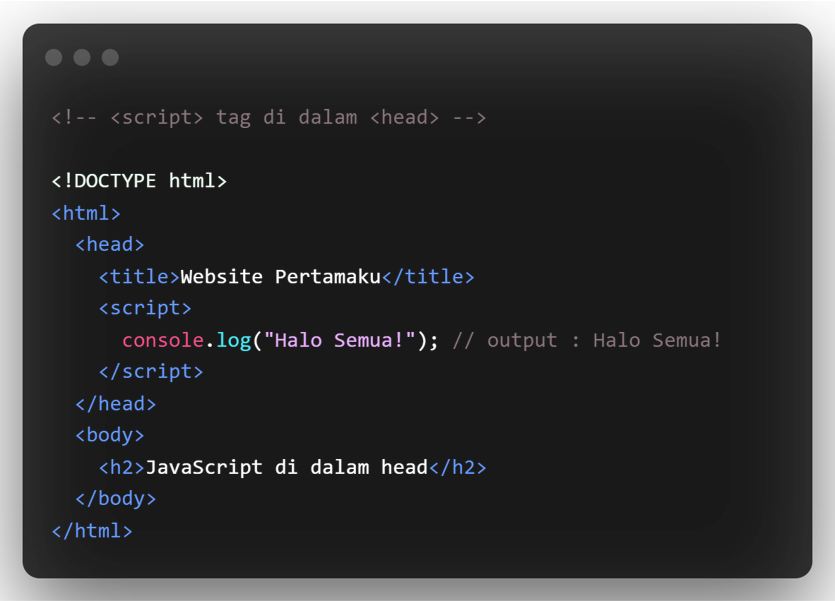 <!-- <script> tag di dalam <head> -->
<!DOCTYPE html>
<html>
<head>
<title>Website Pertamaku</title>
<script>
console.log("Halo Semua!"); // output : Halo Semua!
</script>
</head>
<body>
<h2>JavaScript di dalam head</h2>
</body>
</html>